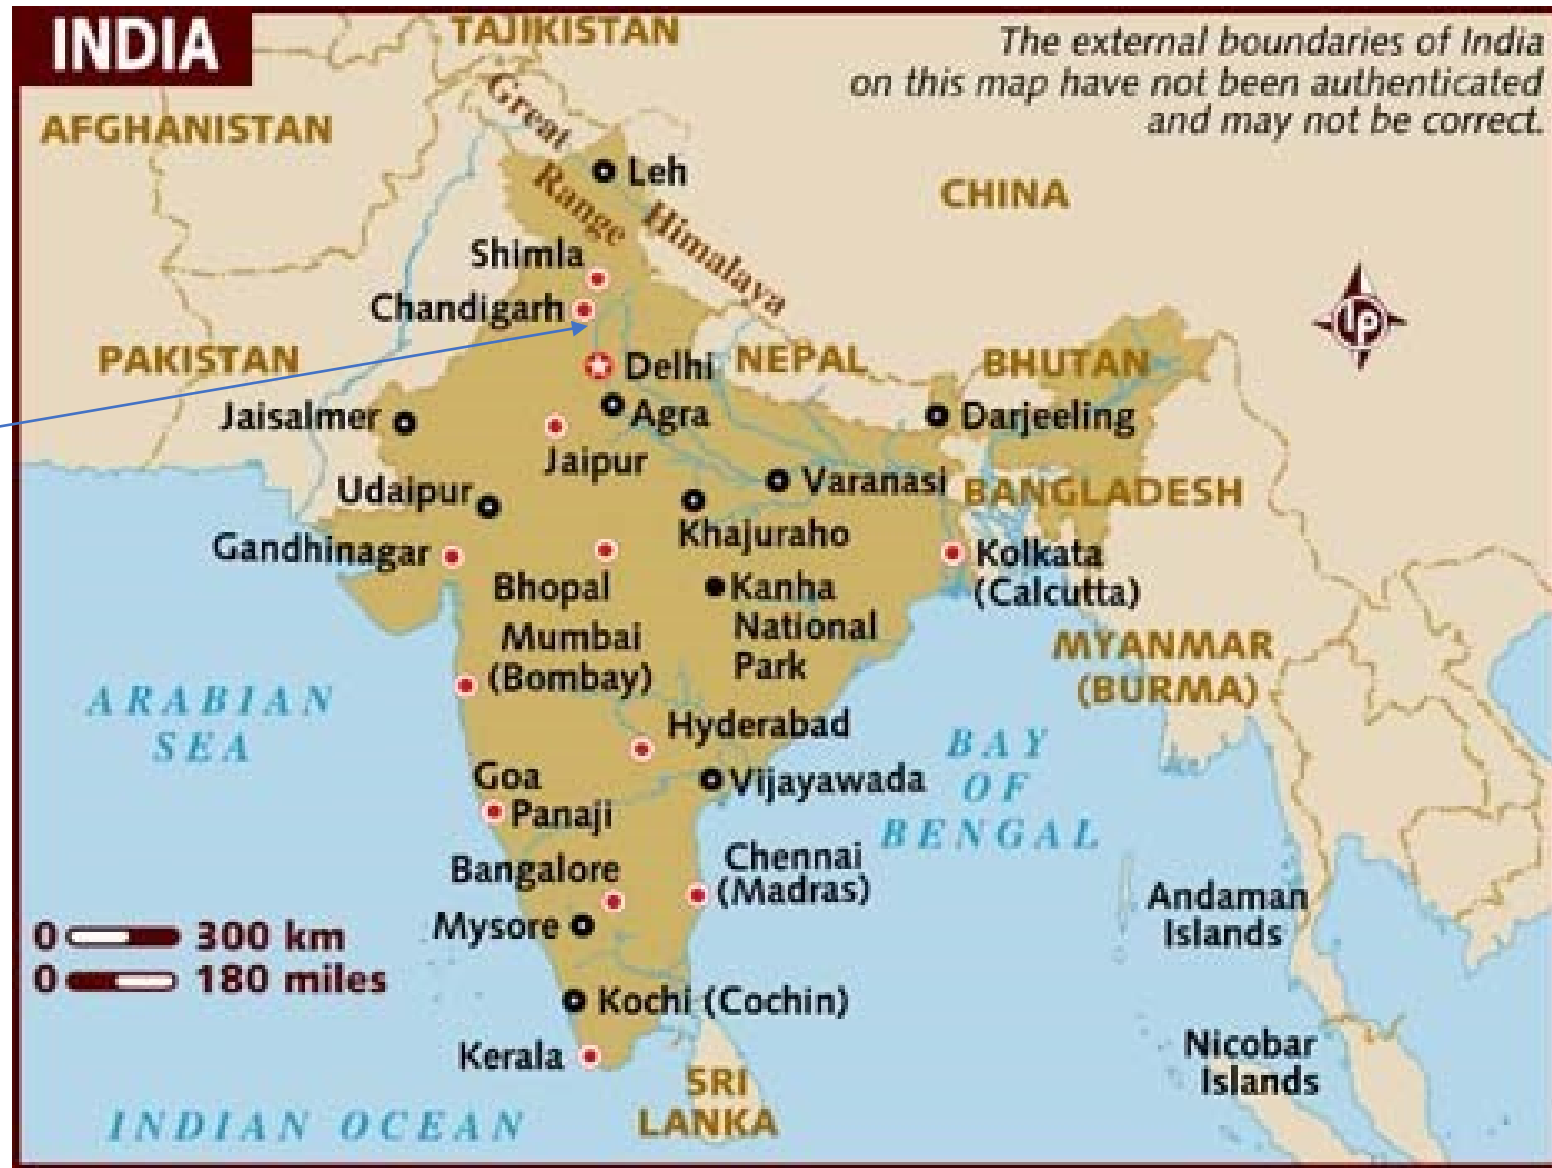 INDIA
TAJIKISTAN
The external boundaries of India
on this map have not been authenticated
and may not be correct.
AFGHANISTAN
Great
Range
Himalaya
Leh
CHINA
Shimla
Chandigarh
PAKISTAN
Delhi
NEPAL
BHUTAN
LP
Jaisalmer
Agra
Darjeeling
Jaipur
Udaipur
Varanasi
BANGLADESH
Khajuraho
Gandhinagar
Kolkata
(Calcutta)
Bhopal
Kanha
National
Park
Mumbai
(Bombay)
MYANMAR
(BURMA)
ARABIAN
SEA
Hyderabad
BAY
OF
BENGAL
Goa
Panaji
Vijayawada
Bangalore
Chennai
(Madras)
Andaman
Islands
Mysore
0 300 km
0 180 miles
Kochi (Cochin)
Kerala
Nicobar
Islands
SRI
LANKA
INDIAN OCEAN